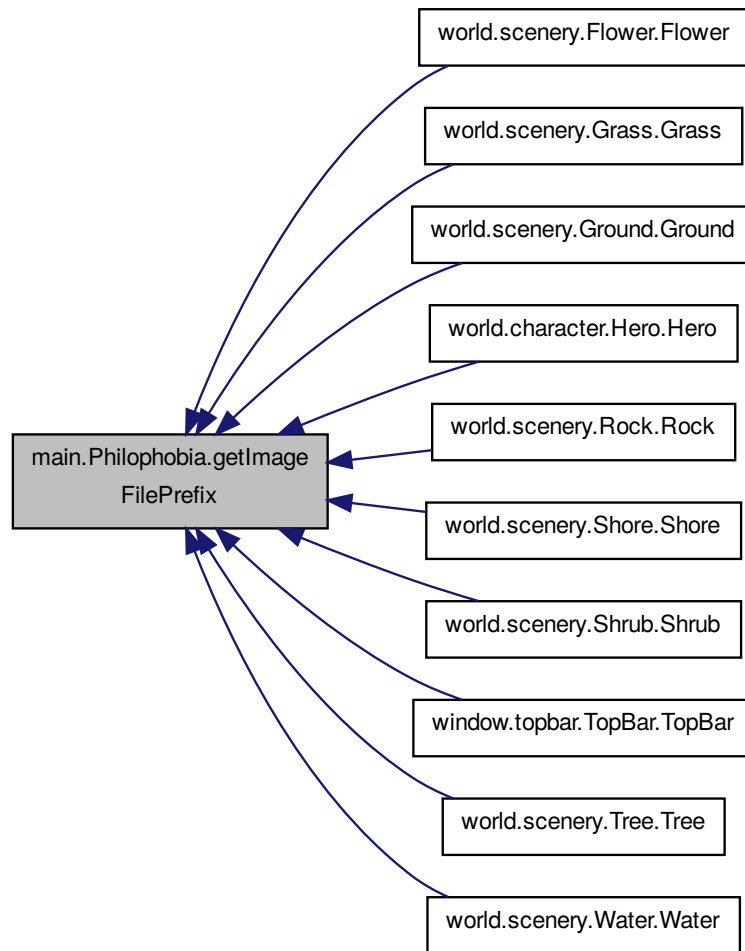 world.scenery.Flower.Flower
world.scenery.Grass.Grass
world.scenery.Ground.Ground
world.character.Hero.Hero
main.Philophobia.getImage
FilePrefix
world.scenery.Rock.Rock
world.scenery.Shore.Shore
world.scenery.Shrub.Shrub
window.topbar.TopBar.TopBar
world.scenery.Tree.Tree
world.scenery.Water.Water